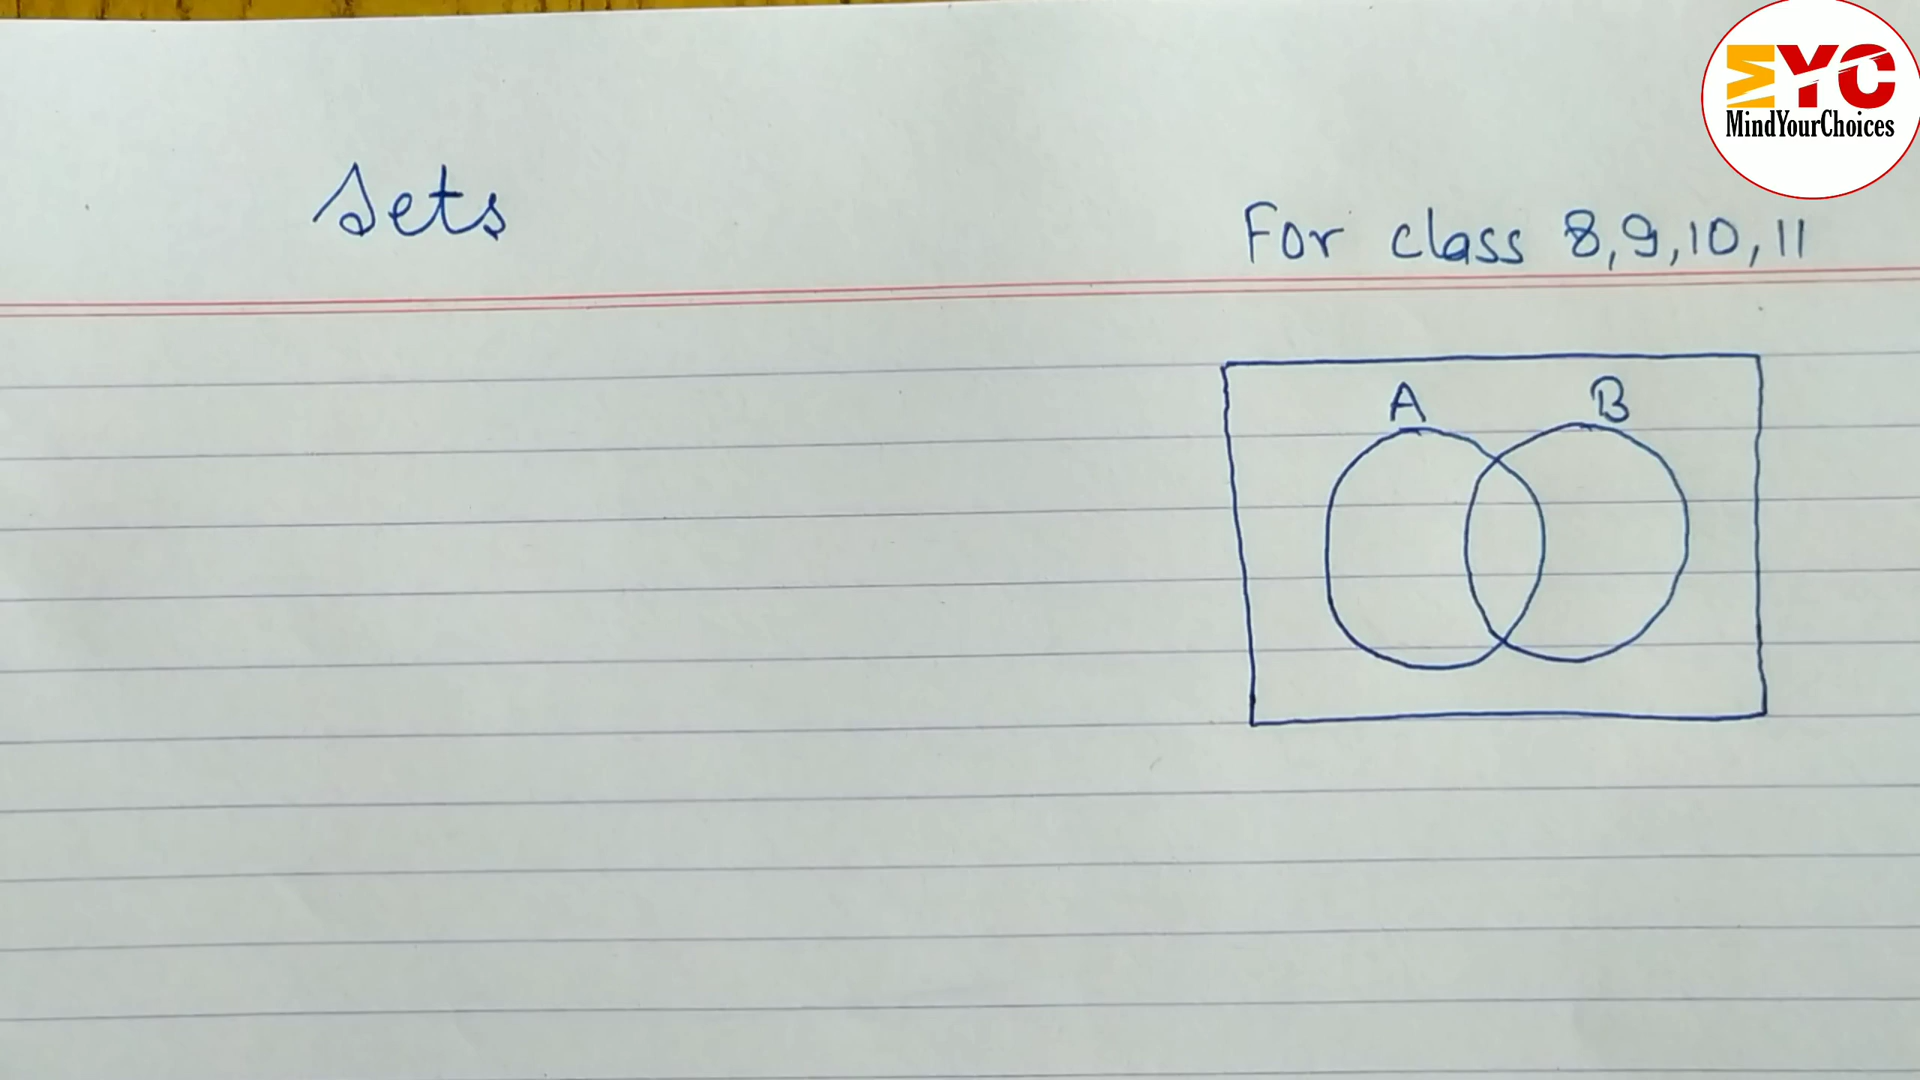 MYC
MindYourChoices
Sets
For class 8,9,10,11
A B